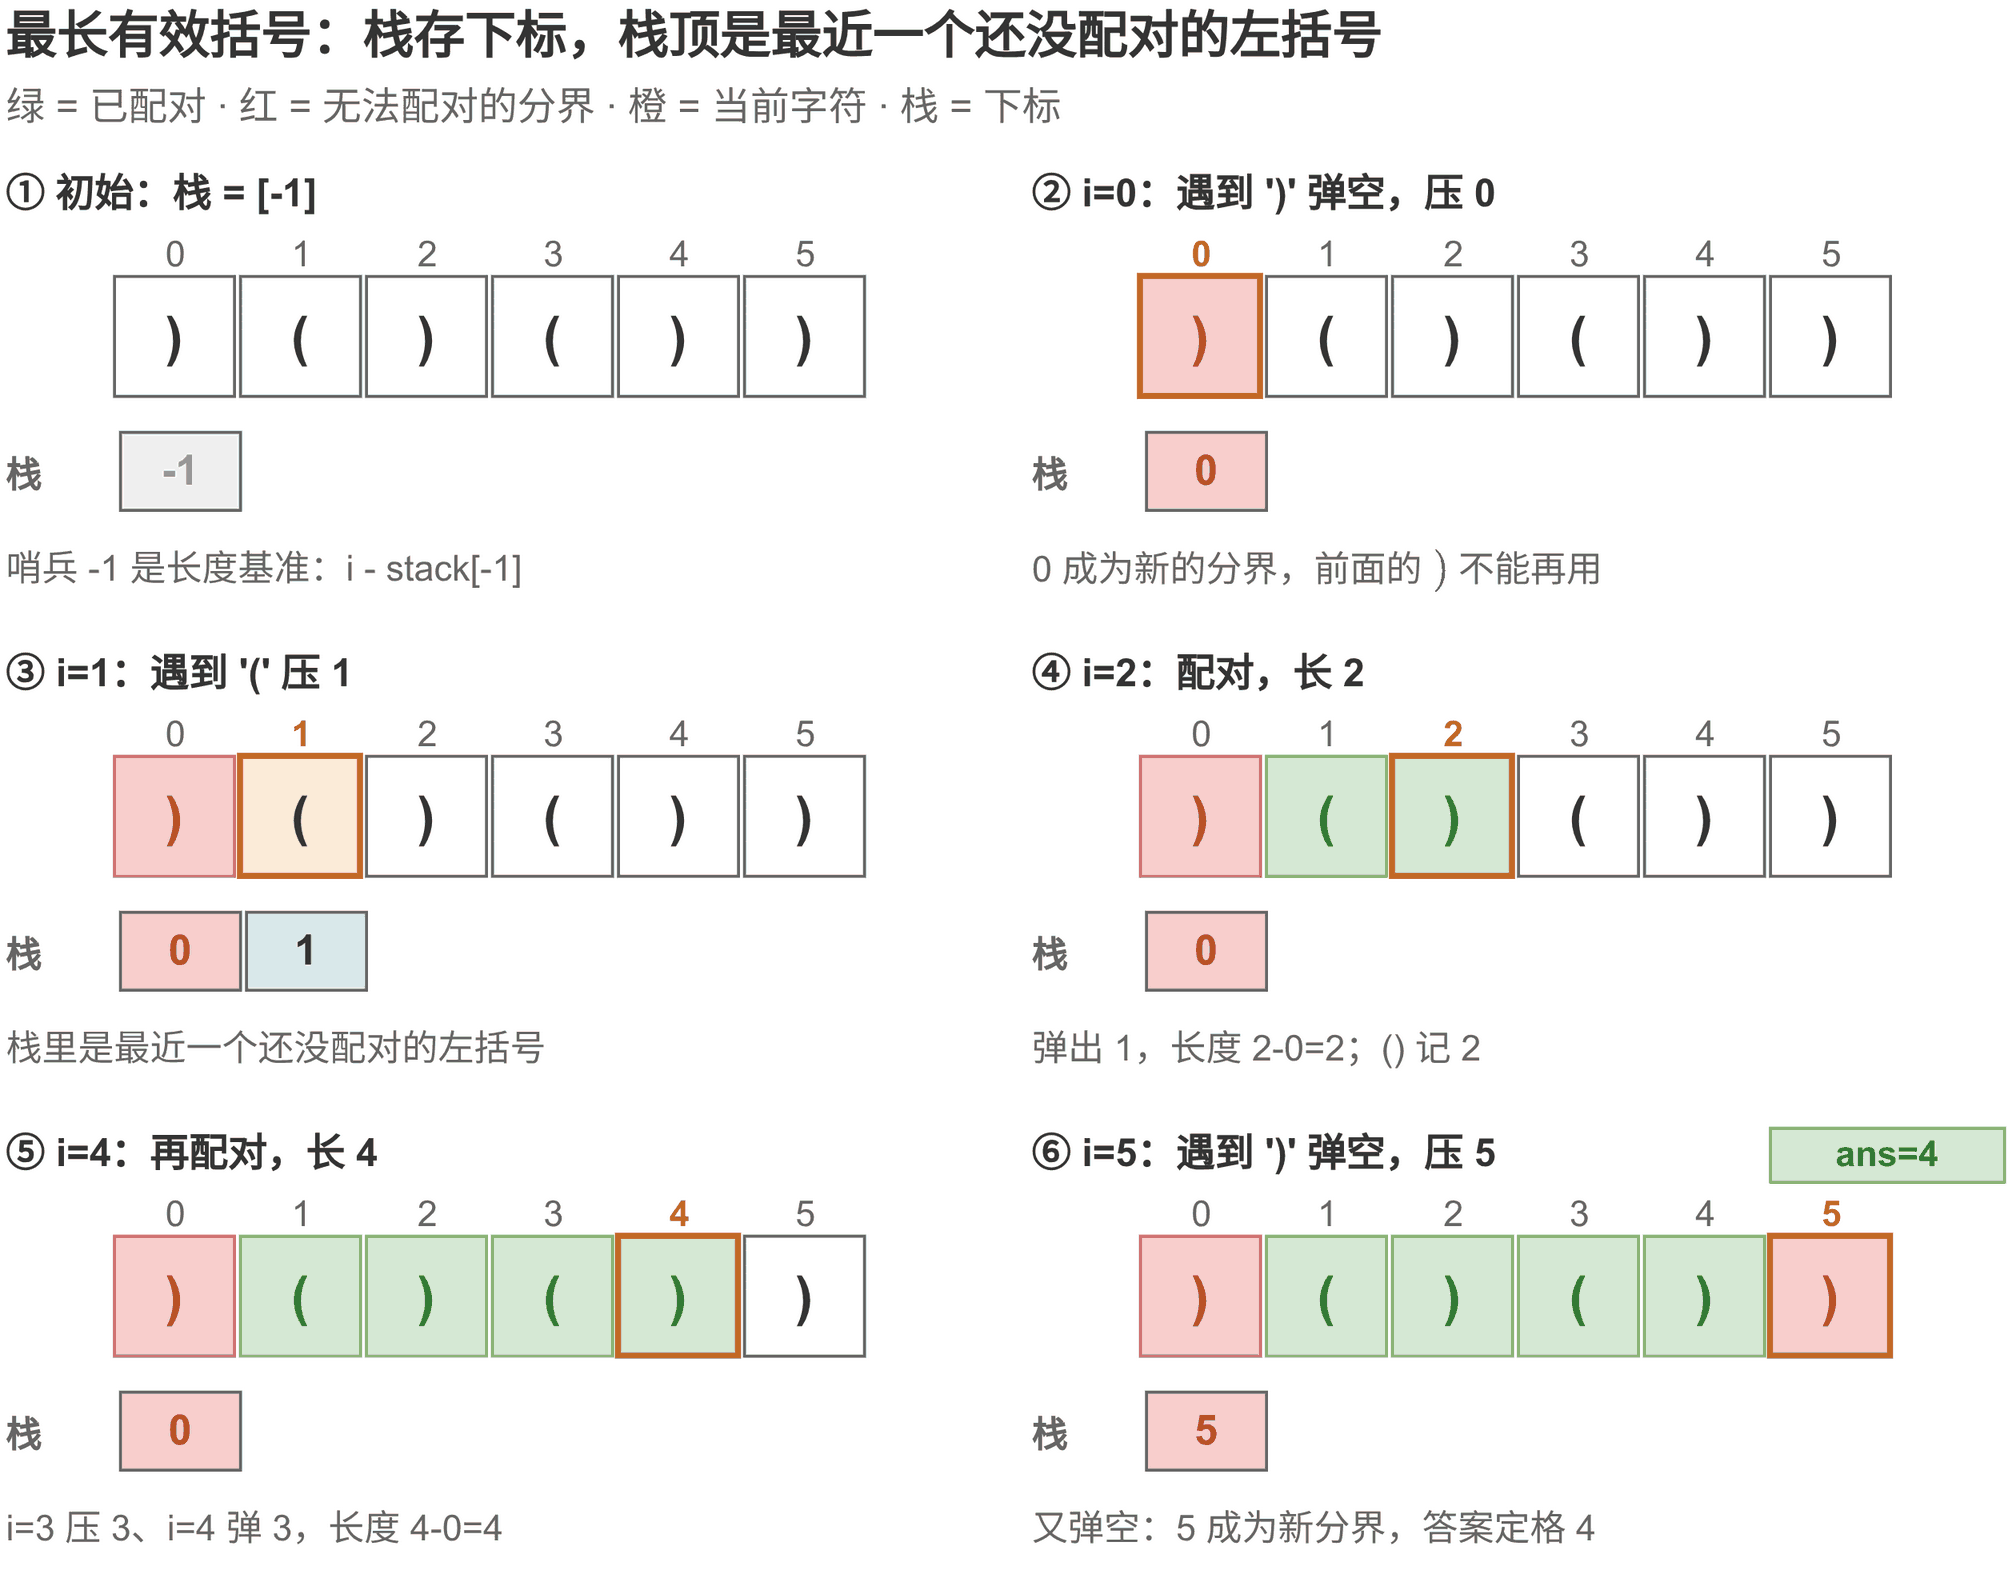 最长有效括号：栈存下标，栈顶是最近一个还没配对的左括号
绿 = 已配对 · 红 = 无法配对的分界 · 橙 = 当前字符 · 栈 = 下标
① 初始：栈 = [-1]
0 1 2 3 4 5
) ( ) ( ) )
栈 -1
哨兵 -1 是长度基准：i - stack[-1]
② i=0：遇到 ')' 弹空，压 0
0 1 2 3 4 5
) ( ) ( ) )
栈 0
0 成为新的分界，前面的 ) 不能再用
③ i=1：遇到 '(' 压 1
0 1 2 3 4 5
) ( ) ( ) )
栈 0 1
栈里是最近一个还没配对的左括号
④ i=2：配对，长 2
0 1 2 3 4 5
) ( ) ( ) )
栈 0
弹出 1，长度 2-0=2；() 记 2
⑤ i=4：再配对，长 4
0 1 2 3 4 5
) ( ) ( ) )
栈 0
i=3 压 3、i=4 弹 3，长度 4-0=4
⑥ i=5：遇到 ')' 弹空，压 5
ans=4
0 1 2 3 4 5
) ( ) ( ) )
栈 5
又弹空：5 成为新分界，答案定格 4